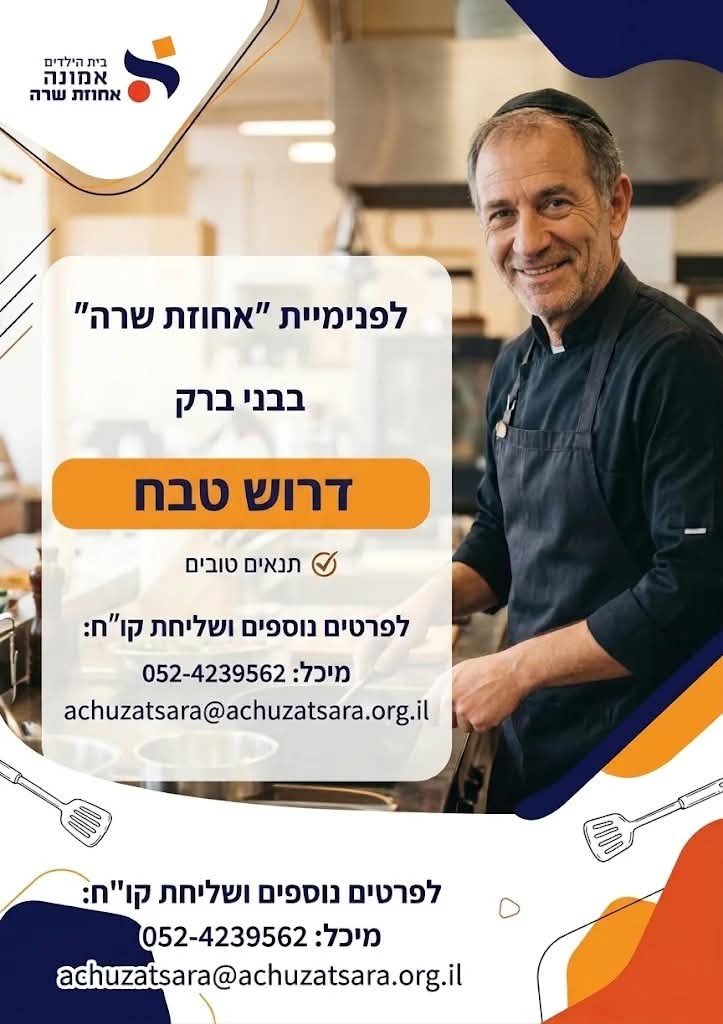 בית הילדים
אמונה
אחוזת שרה
לפנימיית "אחוזת שרה"
בבני ברק
דרוש טבח
תנאים טובים
לפרטים נוספים ושליחת קו"ח:
מיכל: 052-4239562
achuzatsara@achuzatsara.org.il
לפרטים נוספים ושליחת קו"ח:
מיכל: 052-4239562
achuzatsara@achuzatsara.org.il